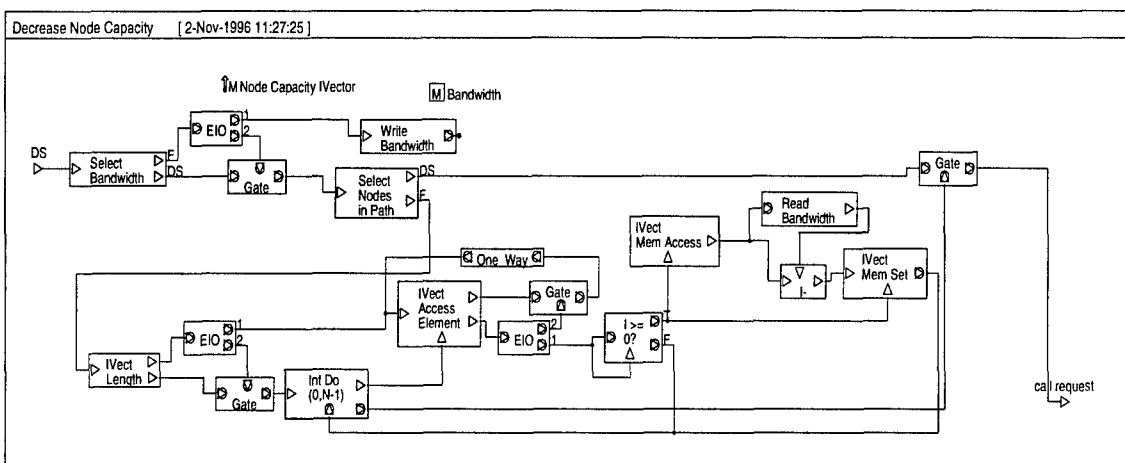 Decrease Node Capacity [ 2-Nov-1996 11:27:25 ]
⇑M Node Capacity IVector
M Bandwidth
EIO
1
2
Write
Bandwidth
DS
Select
Bandwidth
F
DS
Gate
Select
Nodes
in Path
DS
F
Gate
Read
Bandwidth
IVect
Mem Access
One Way
IVect
Access
Element
Gate
EIO
2
1
I >=
0?
T
F
I-
IVect
Mem Set
EIO
1
2
IVect
Length
Gate
Int Do
(0,N-1)
call request